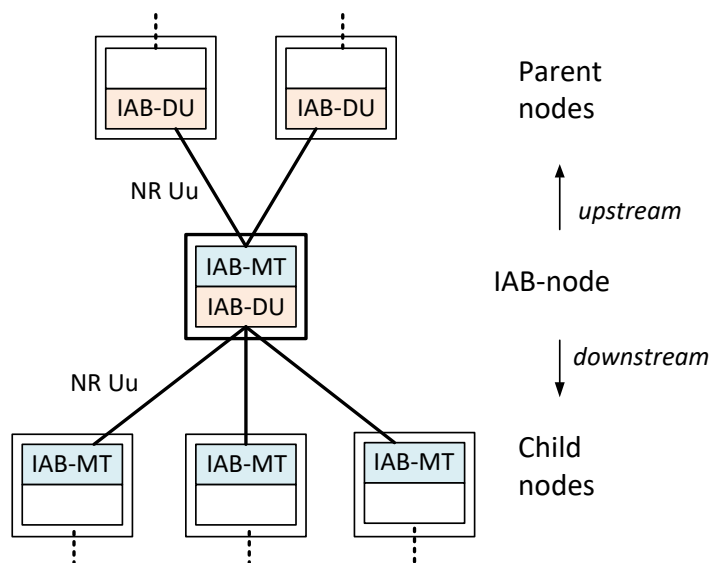 IAB-DU
IAB-DU
Parent
nodes
NR Uu
upstream
IAB-MT
IAB-DU
IAB-node
NR Uu
downstream
IAB-MT
IAB-MT
IAB-MT
Child
nodes